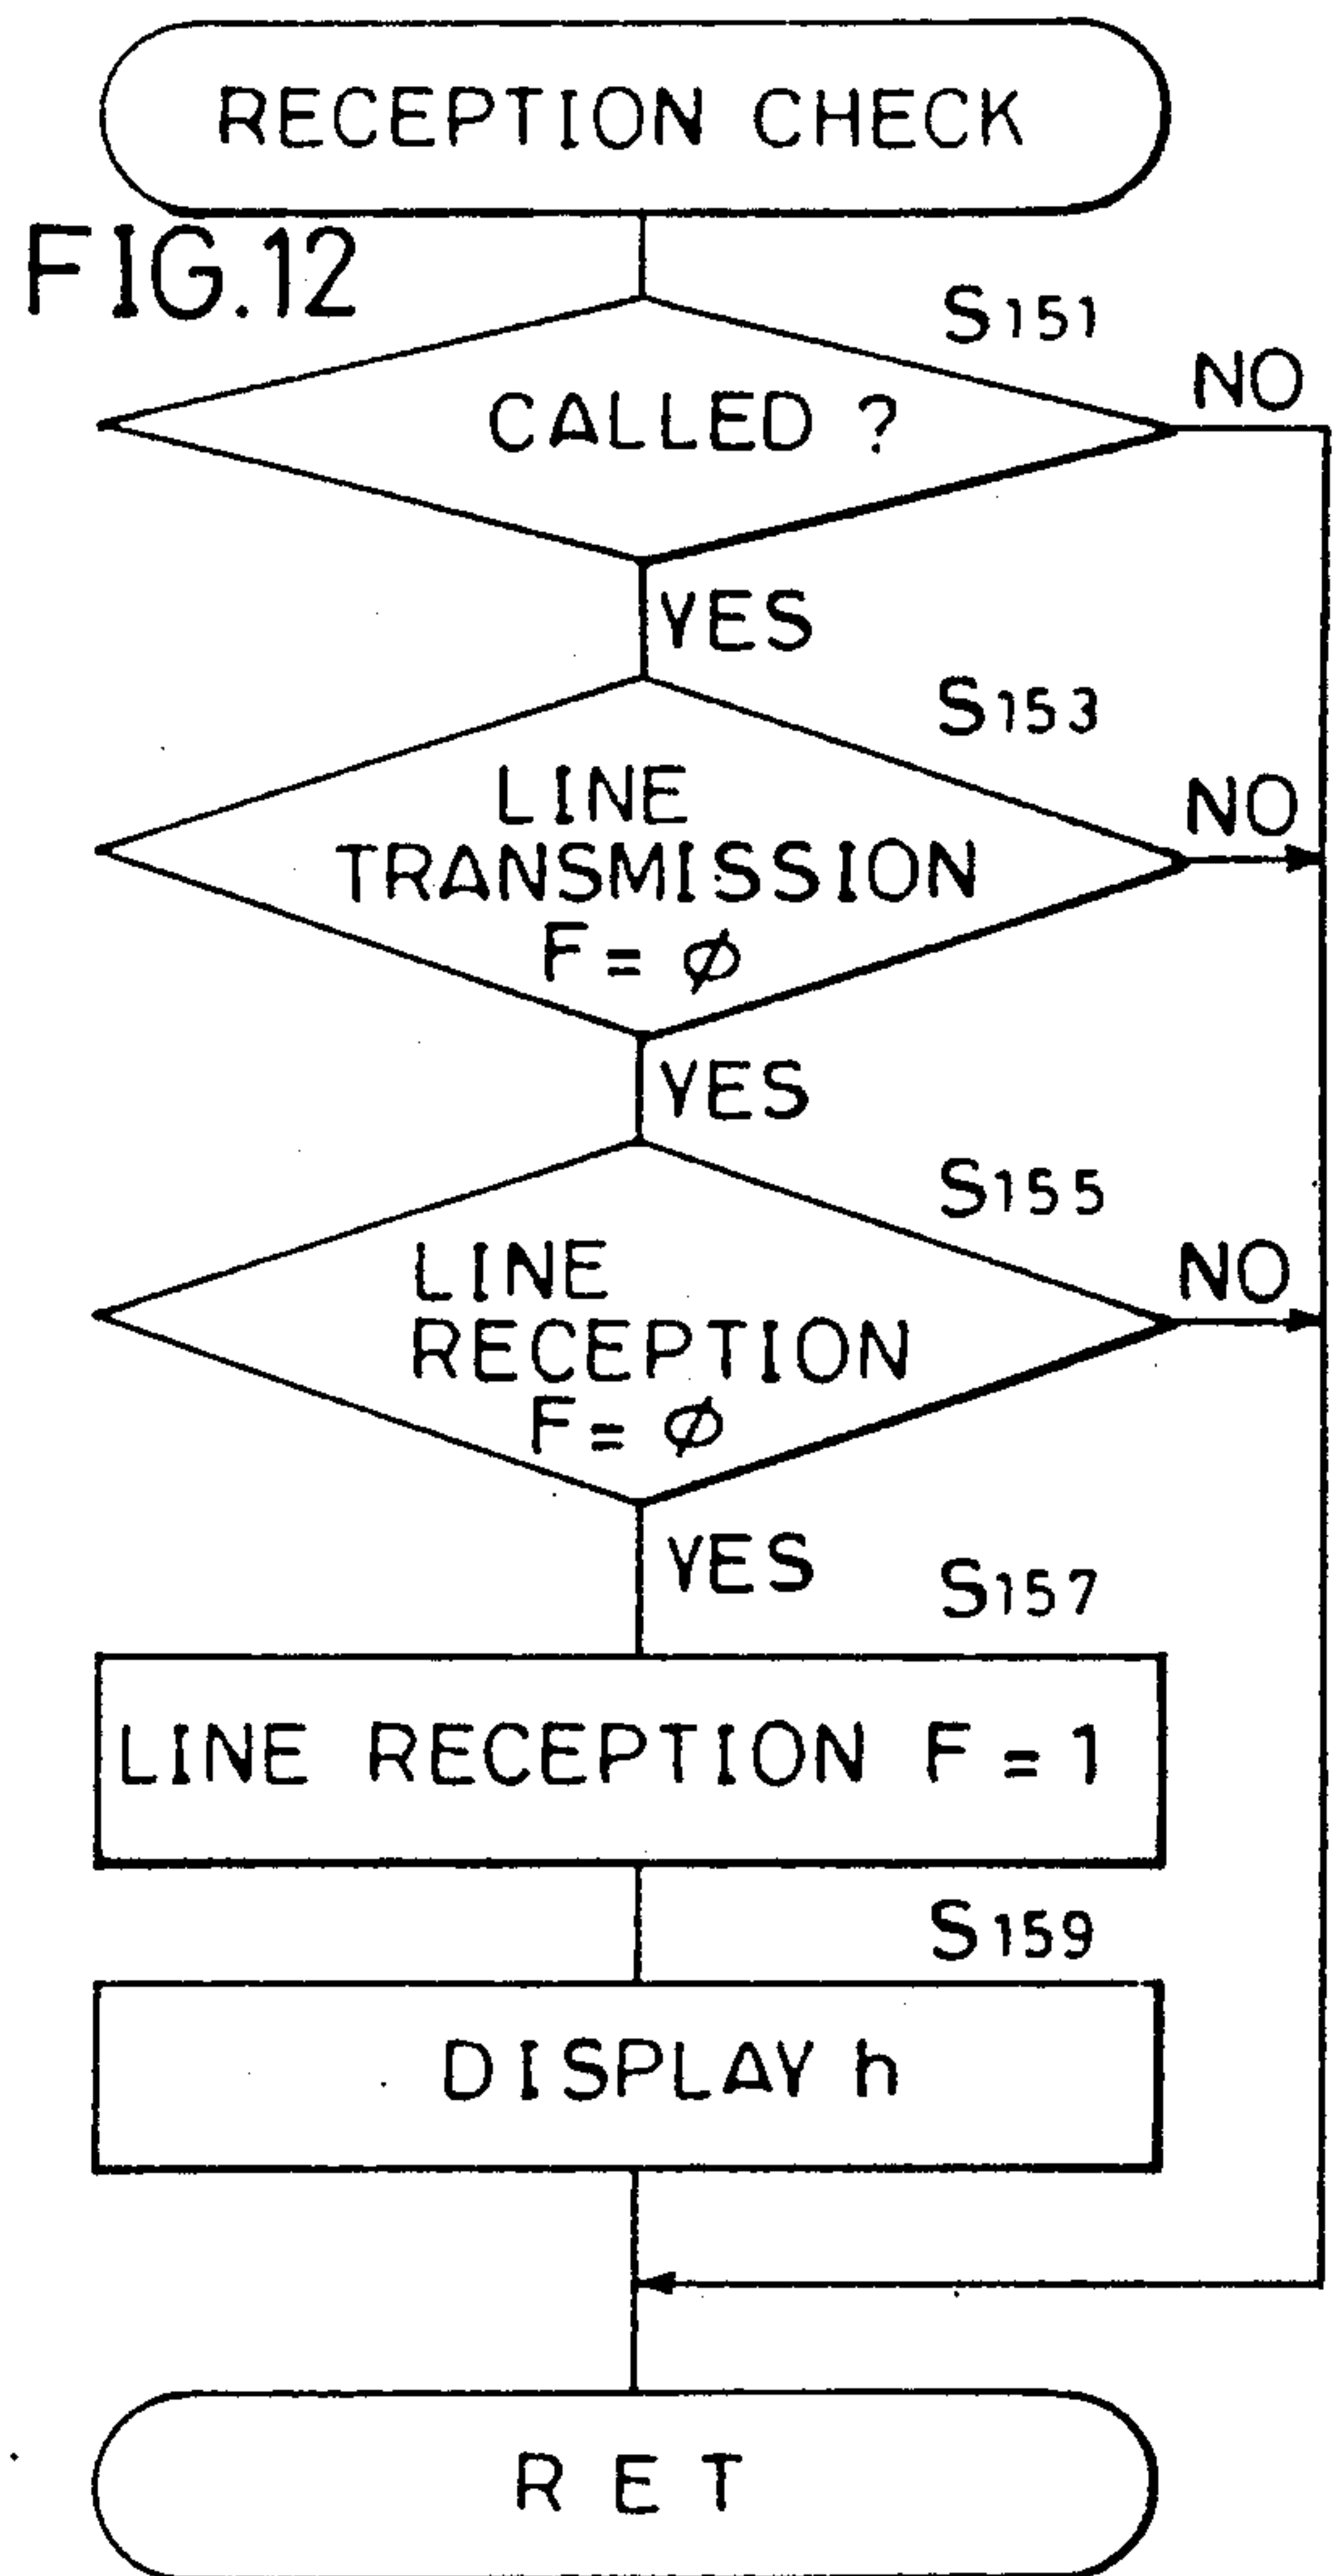 RECEPTION CHECK
FIG.12
S151
CALLED ?
NO
YES
S153
LINE
TRANSMISSION
F = ϕ
NO
YES
S155
LINE
RECEPTION
F = ϕ
NO
YES
S157
LINE RECEPTION F = 1
S159
DISPLAY h
RET